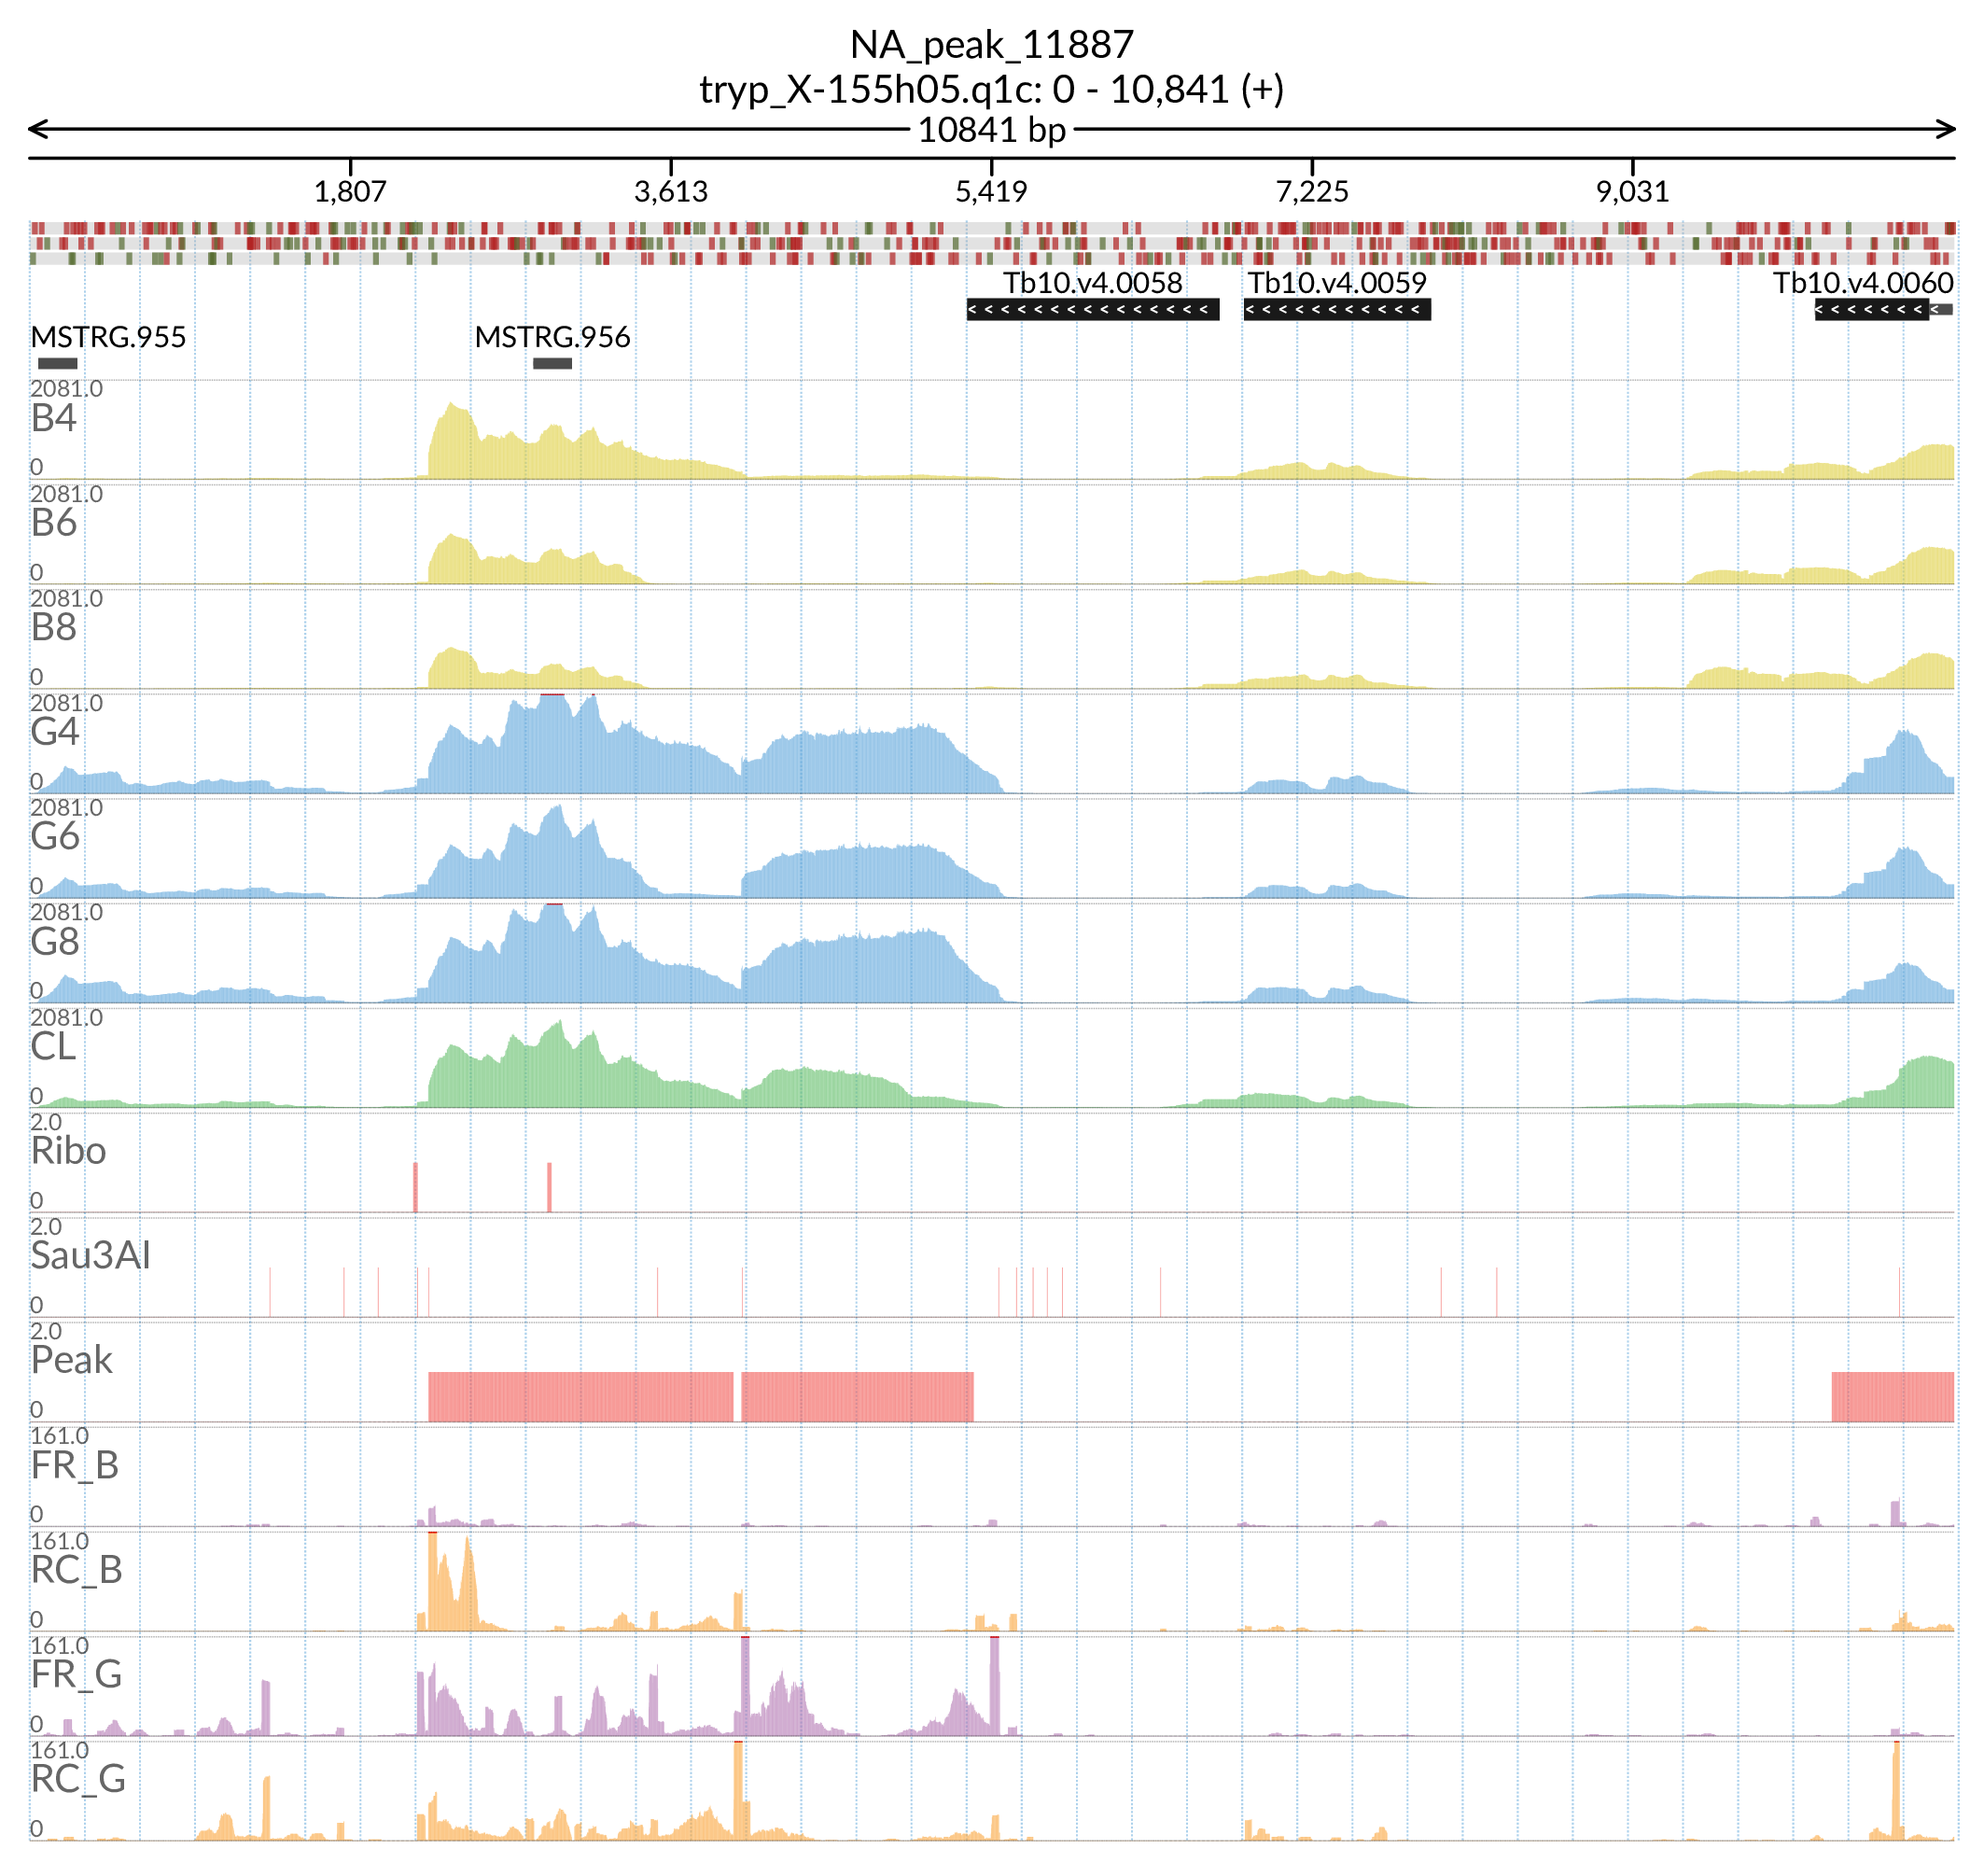 NA_peak_11887
tryp_X-155h05.q1c: 0 - 10,841 (+)
10841 bp
1,807 3,613 5,419 7,225 9,031
Tb10.v4.0058 Tb10.v4.0059 Tb10.v4.0060
MSTRG.955 MSTRG.956
2081.0
B4
0
2081.0
B6
0
2081.0
B8
0
2081.0
G4
0
2081.0
G6
0
2081.0
G8
0
2081.0
CL
0
2.0
Ribo
0
2.0
Sau3AI
0
2.0
Peak
0
161.0
FR_B
0
161.0
RC_B
0
161.0
FR_G
0
161.0
RC_G
0